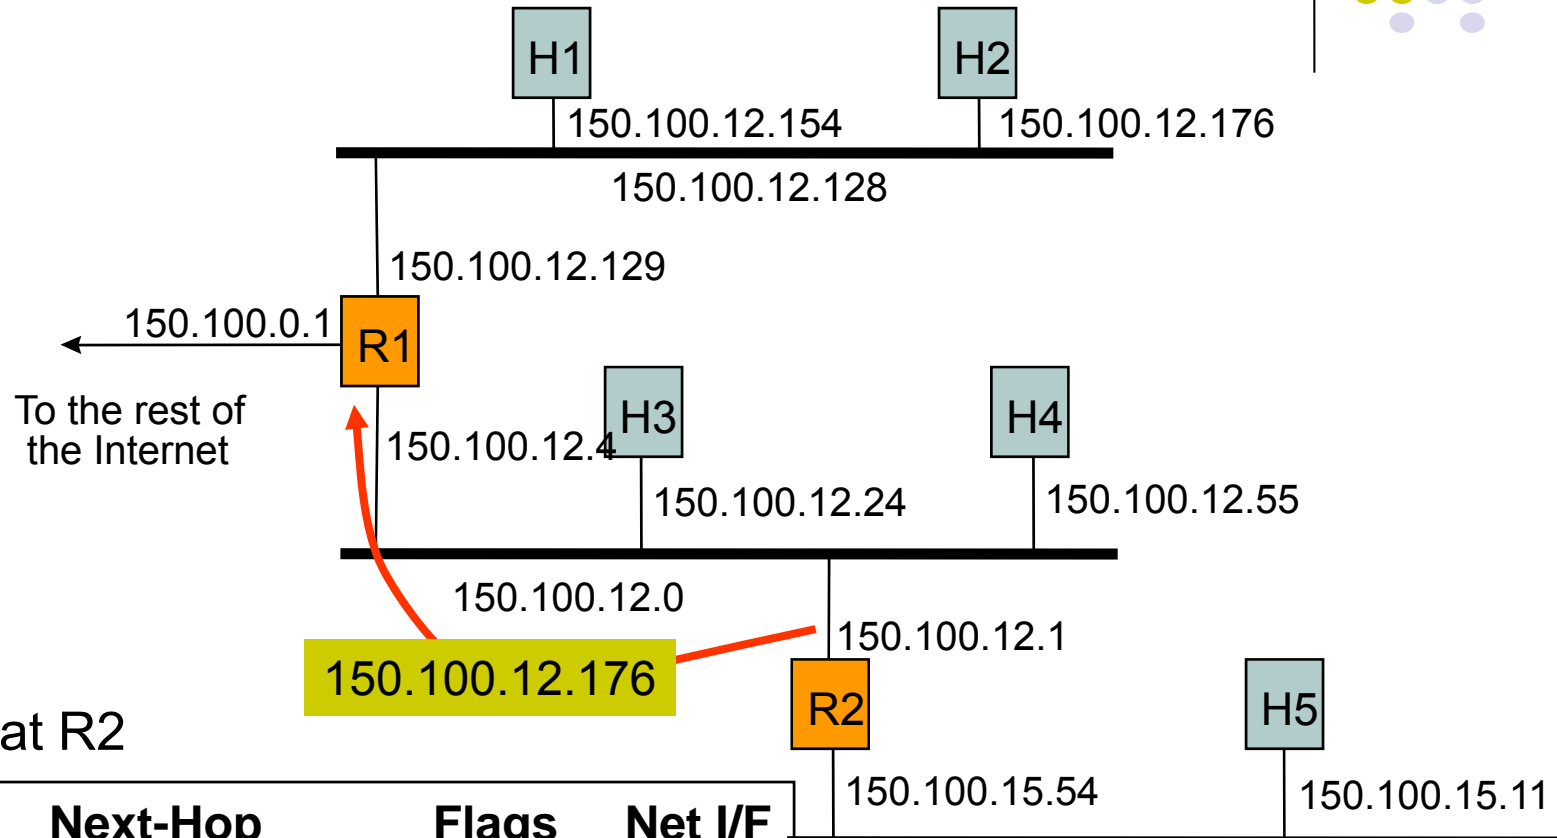 H1
H2
150.100.12.154
150.100.12.176
150.100.12.128
150.100.12.129
150.100.0.1
R1
To the rest of
the Internet
H3
H4
150.100.12.4
150.100.12.24
150.100.12.55
150.100.12.0
150.100.12.1
150.100.12.176
R2
H5
at R2
150.100.15.54
150.100.15.11
Next-Hop Flags Net I/F